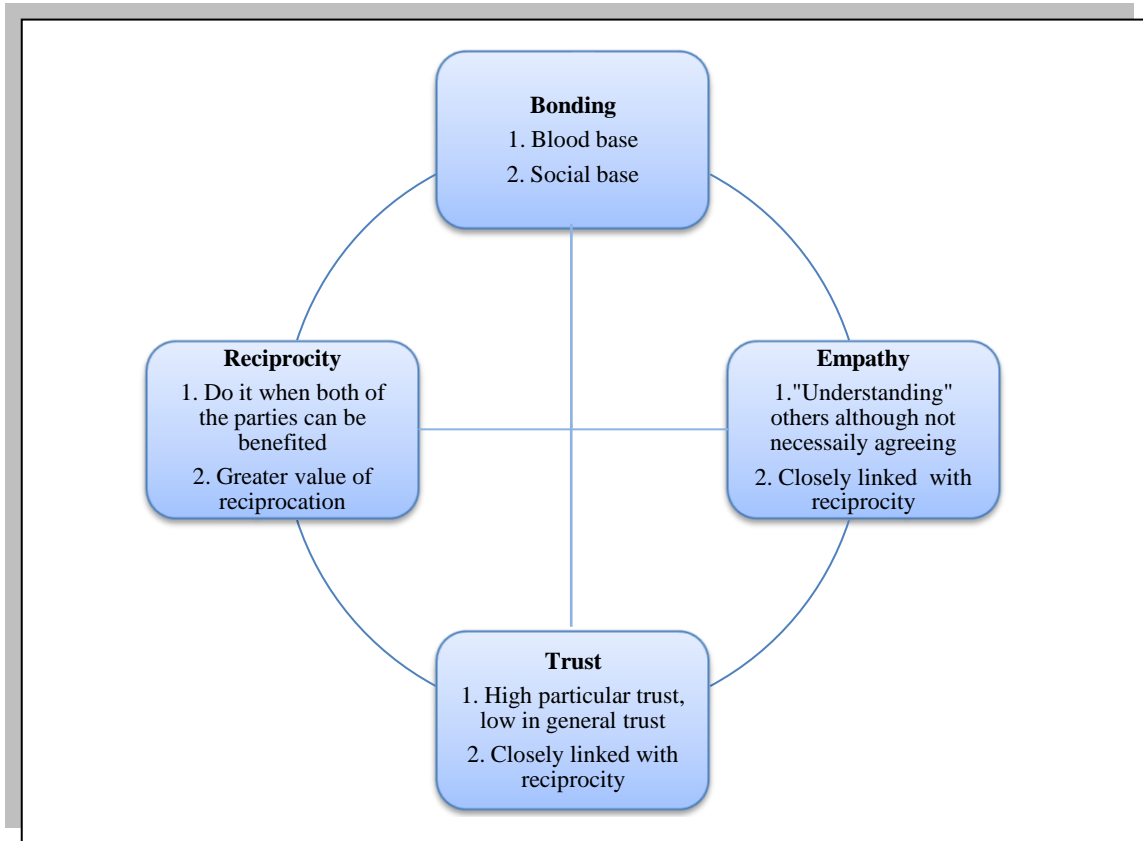 Bonding
1. Blood base
2. Social base
Reciprocity
1. Do it when both of
the parties can be
benefited
2. Greater value of
reciprocation
Empathy
1."Understanding"
others although not
necessaily agreeing
2. Closely linked with
reciprocity
Trust
1. High particular trust,
low in general trust
2. Closely linked with
reciprocity